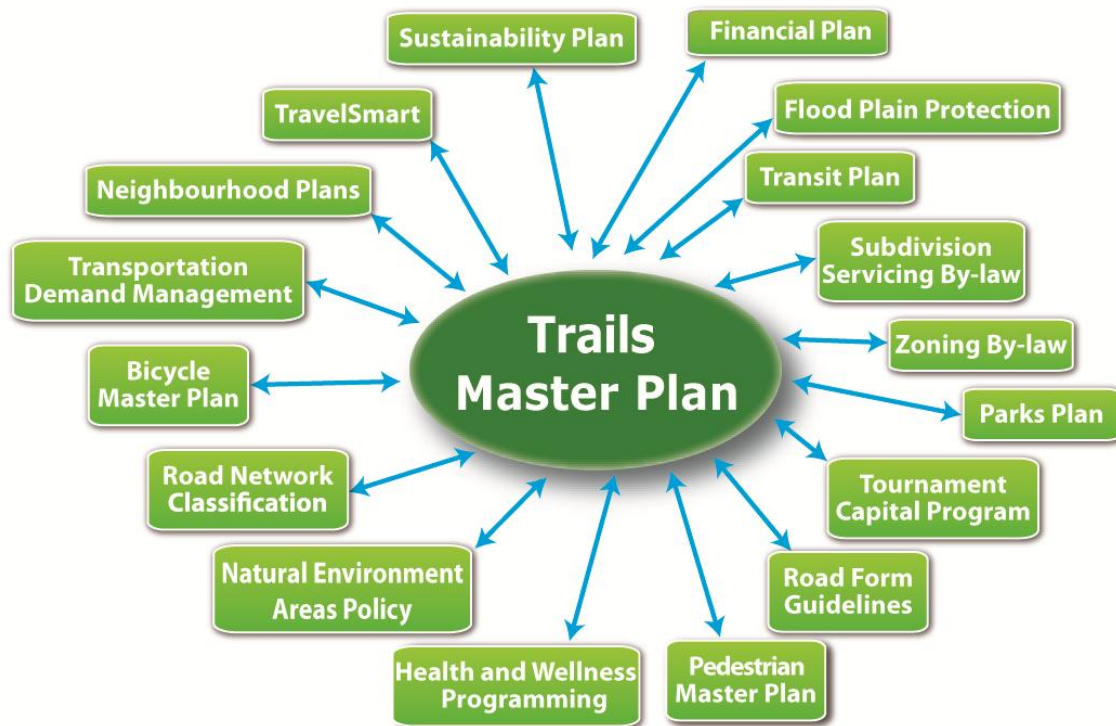 Sustainability Plan
Financial Plan
TravelSmart
Flood Plain Protection
Neighbourhood Plans
Transit Plan
Transportation
Demand Management
Subdivision
Servicing By-law
Trails
Master Plan
Zoning By-law
Bicycle
Master Plan
Parks Plan
Road Network
Classification
Tournament
Capital Program
Natural Environment
Areas Policy
Road Form
Guidelines
Health and Wellness
Programming
Pedestrian
Master Plan